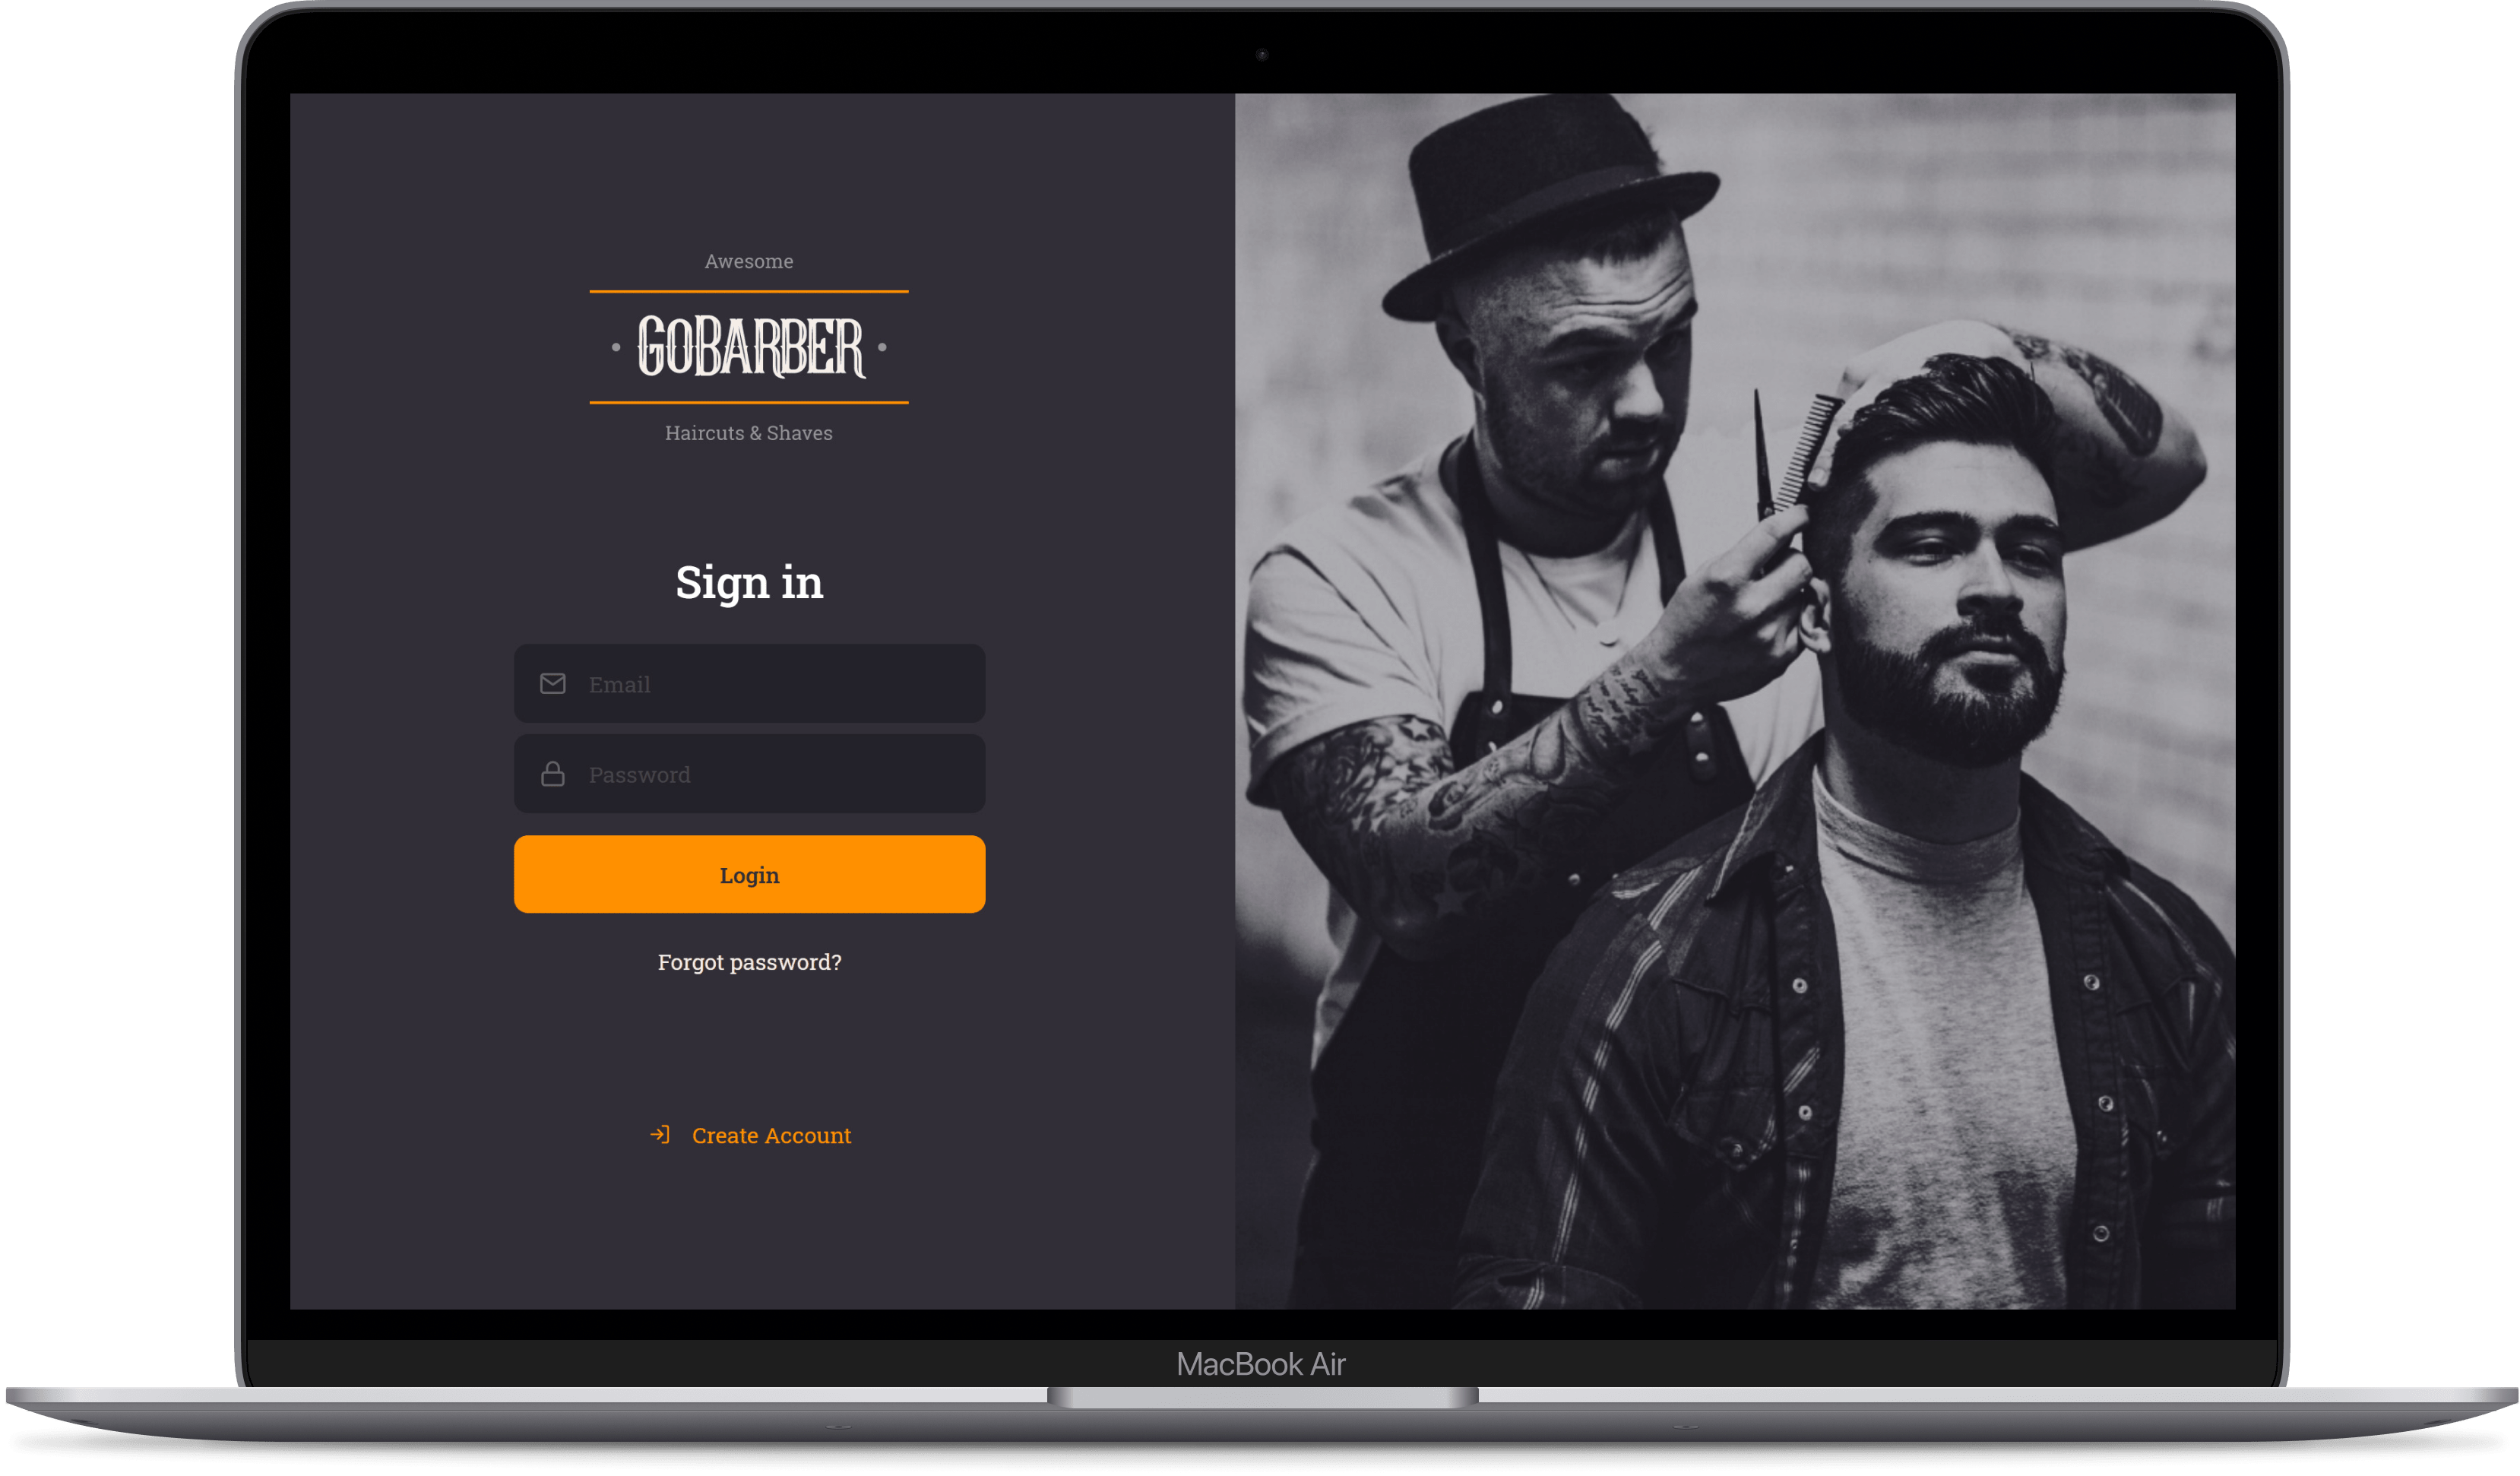 Awesome
GoBARBER
Haircuts & Shaves
Sign in
Email
Password
Login
Forgot password?
Create Account
MacBook Air